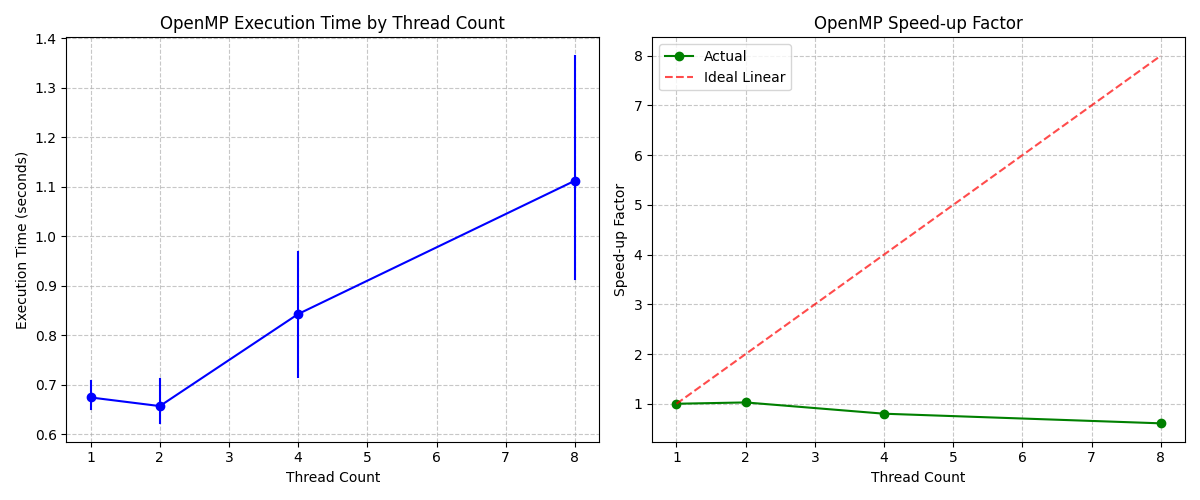 OpenMP Execution Time by Thread Count
Execution Time (seconds)
1.4
1.3
1.2
1.1
1.0
0.9
0.8
0.7
0.6
1 2 3 4 5 6 7 8
Thread Count
OpenMP Speed-up Factor
Actual
Ideal Linear
Speed-up Factor
8
7
6
5
4
3
2
1
1 2 3 4 5 6 7 8
Thread Count